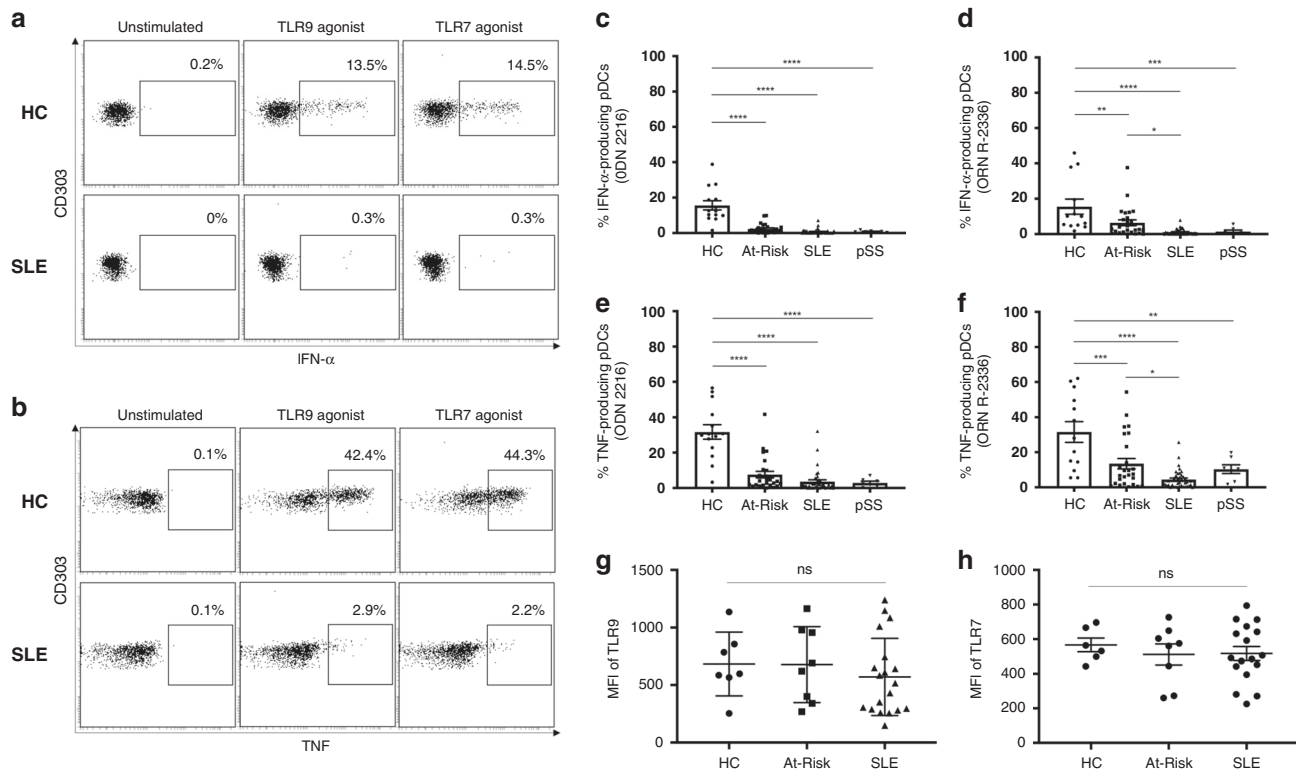 a
Unstimulated
TLR9 agonist
TLR7 agonist
0.2%
13.5%
14.5%
HC
0%
0.3%
0.3%
SLE
CD303
IFN-α
b
Unstimulated
TLR9 agonist
TLR7 agonist
0.1%
42.4%
44.3%
HC
0.1%
2.9%
2.2%
SLE
CD303
TNF
c
% IFN-α-producing pDCs
(0DN 2216)
100
80
60
40
20
0
****
****
****
HC
At-Risk
SLE
pSS
d
% IFN-α-producing pDCs
(ORN R-2336)
100
80
60
40
20
0
***
****
**
*
HC
At-Risk
SLE
pSS
e
% TNF-producing pDCs
(ODN 2216)
100
80
60
40
20
0
****
****
****
HC
At-Risk
SLE
pSS
f
% TNF-producing pDCs
(ORN R-2336)
100
80
60
40
20
0
**
****
***
*
HC
At-Risk
SLE
pSS
g
MFI of TLR9
1500
1000
500
0
ns
HC
At-Risk
SLE
h
MFI of TLR7
1000
800
600
400
200
0
ns
HC
At-Risk
SLE